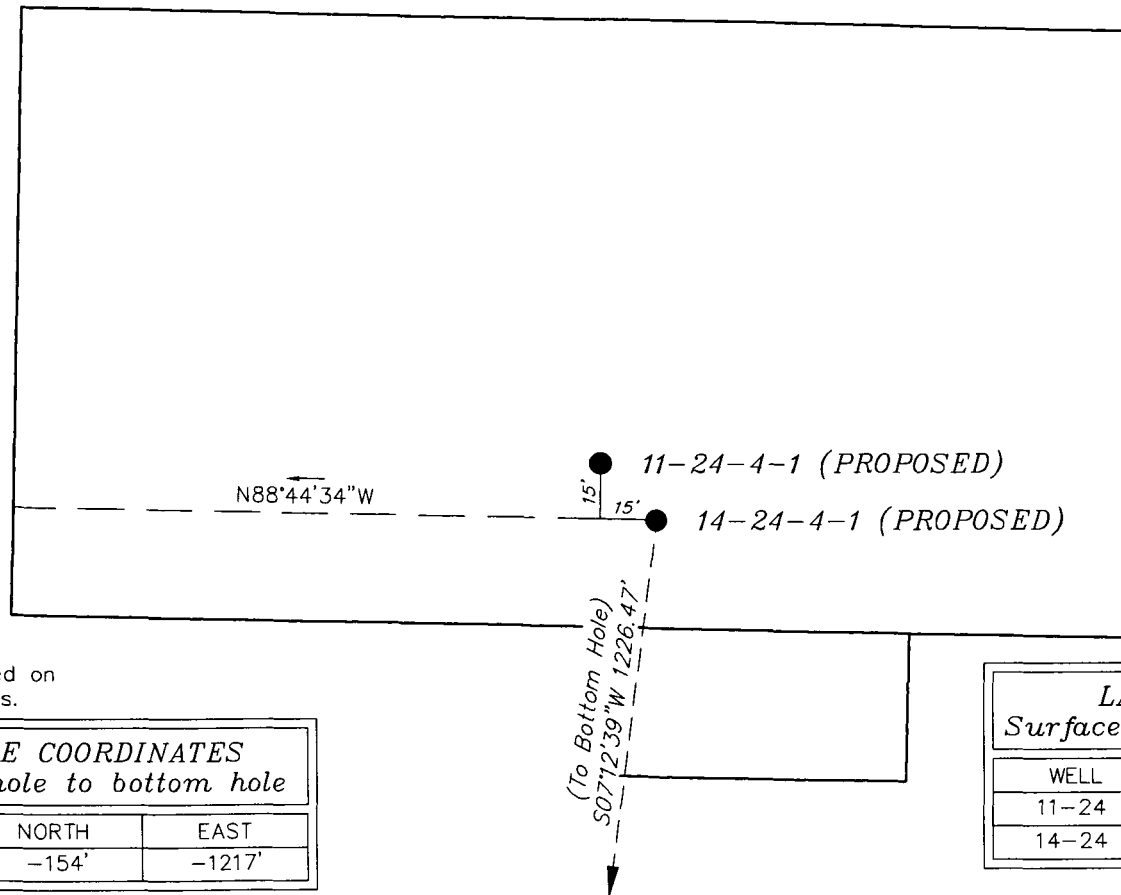 11-24-4-1 (PROPOSED)
N88°44'34"W
15'
15'
14-24-4-1 (PROPOSED)
(To Bottom Hole)
S07°12'39"W 1226.47'
ed on
s.
E COORDINATES
hole to bottom hole
NORTH EAST
-154' -1217'
LA
Surface
WELL
11-24
14-24